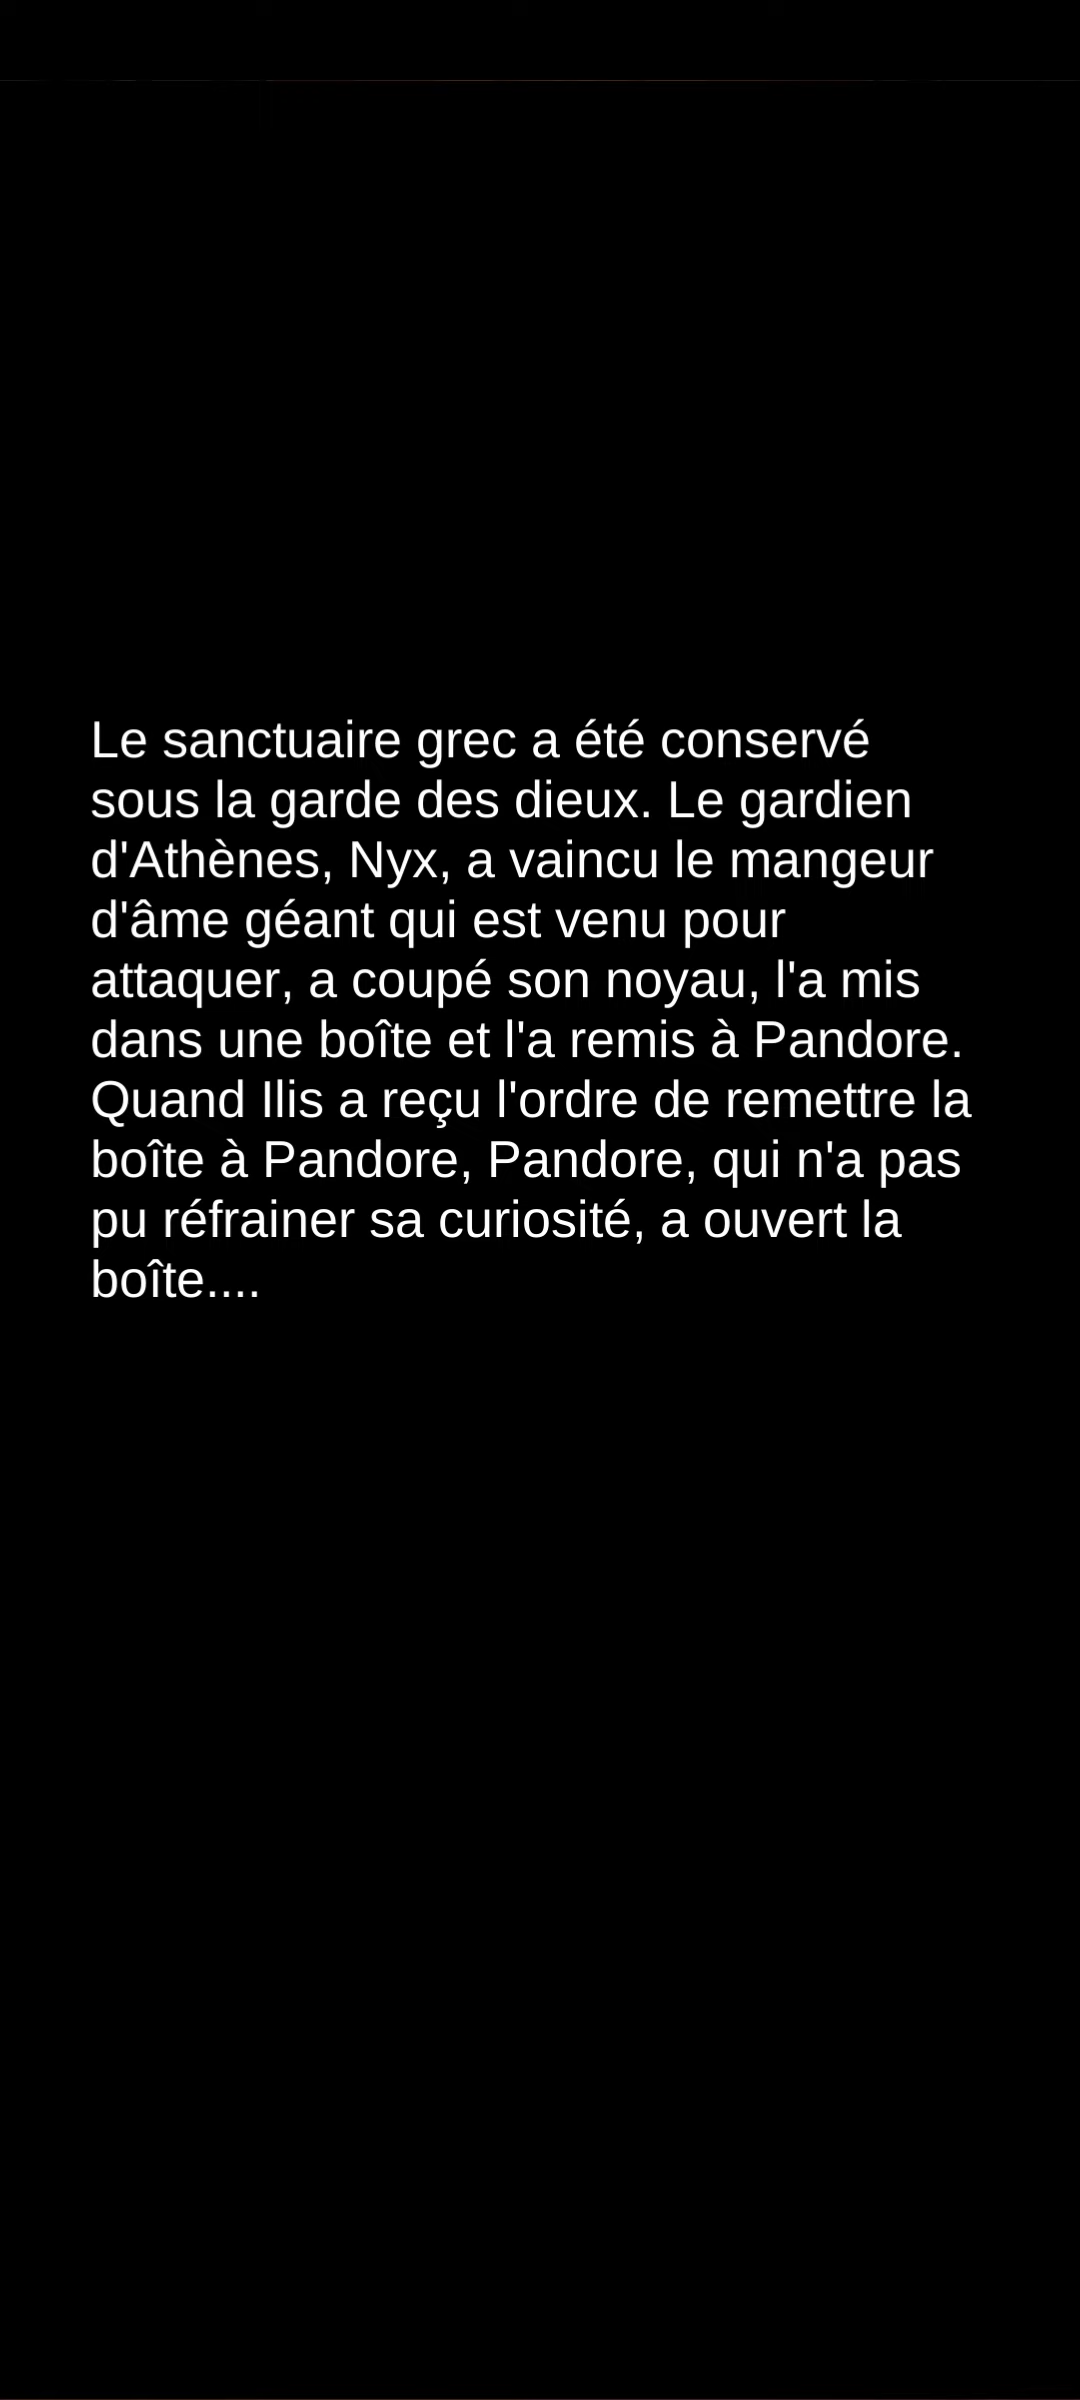 Le sanctuaire grec a été conservé
sous la garde des dieux. Le gardien
d'Athènes, Nyx, a vaincu le mangeur
d'âme géant qui est venu pour
attaquer, a coupé son noyau, l'a mis
dans une boîte et l'a remis à Pandore.
Quand Ilis a reçu l'ordre de remettre la
boîte à Pandore, Pandore, qui n'a pas
pu réfrainer sa curiosité, a ouvert la
boîte....